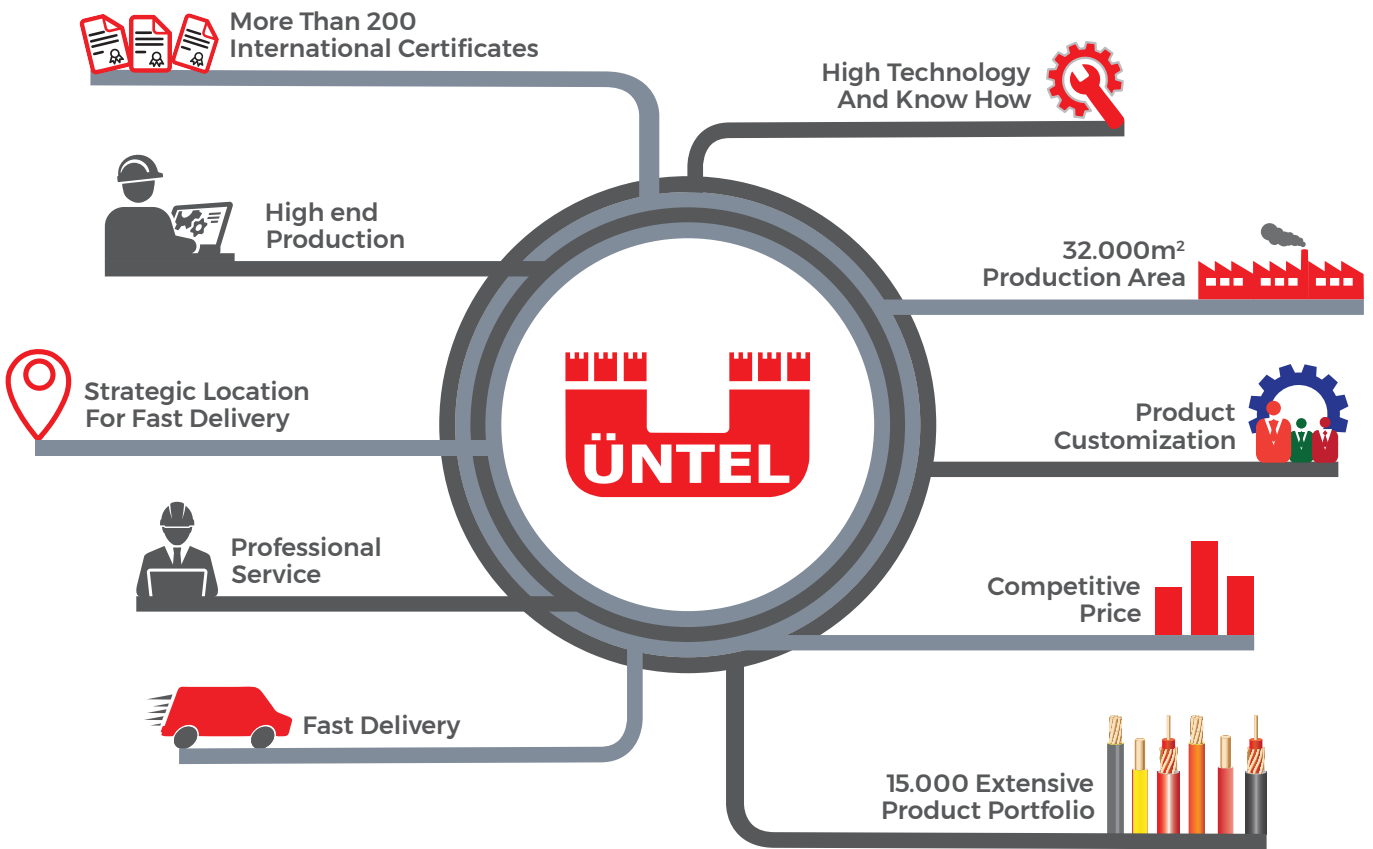 More Than 200
International Certificates
High Technology
And Know How
High end
Production
32.000m²
Production Area
Strategic Location
For Fast Delivery
Product
Customization
ÜNTEL
Professional
Service
Competitive
Price
Fast Delivery
15.000 Extensive
Product Portfolio